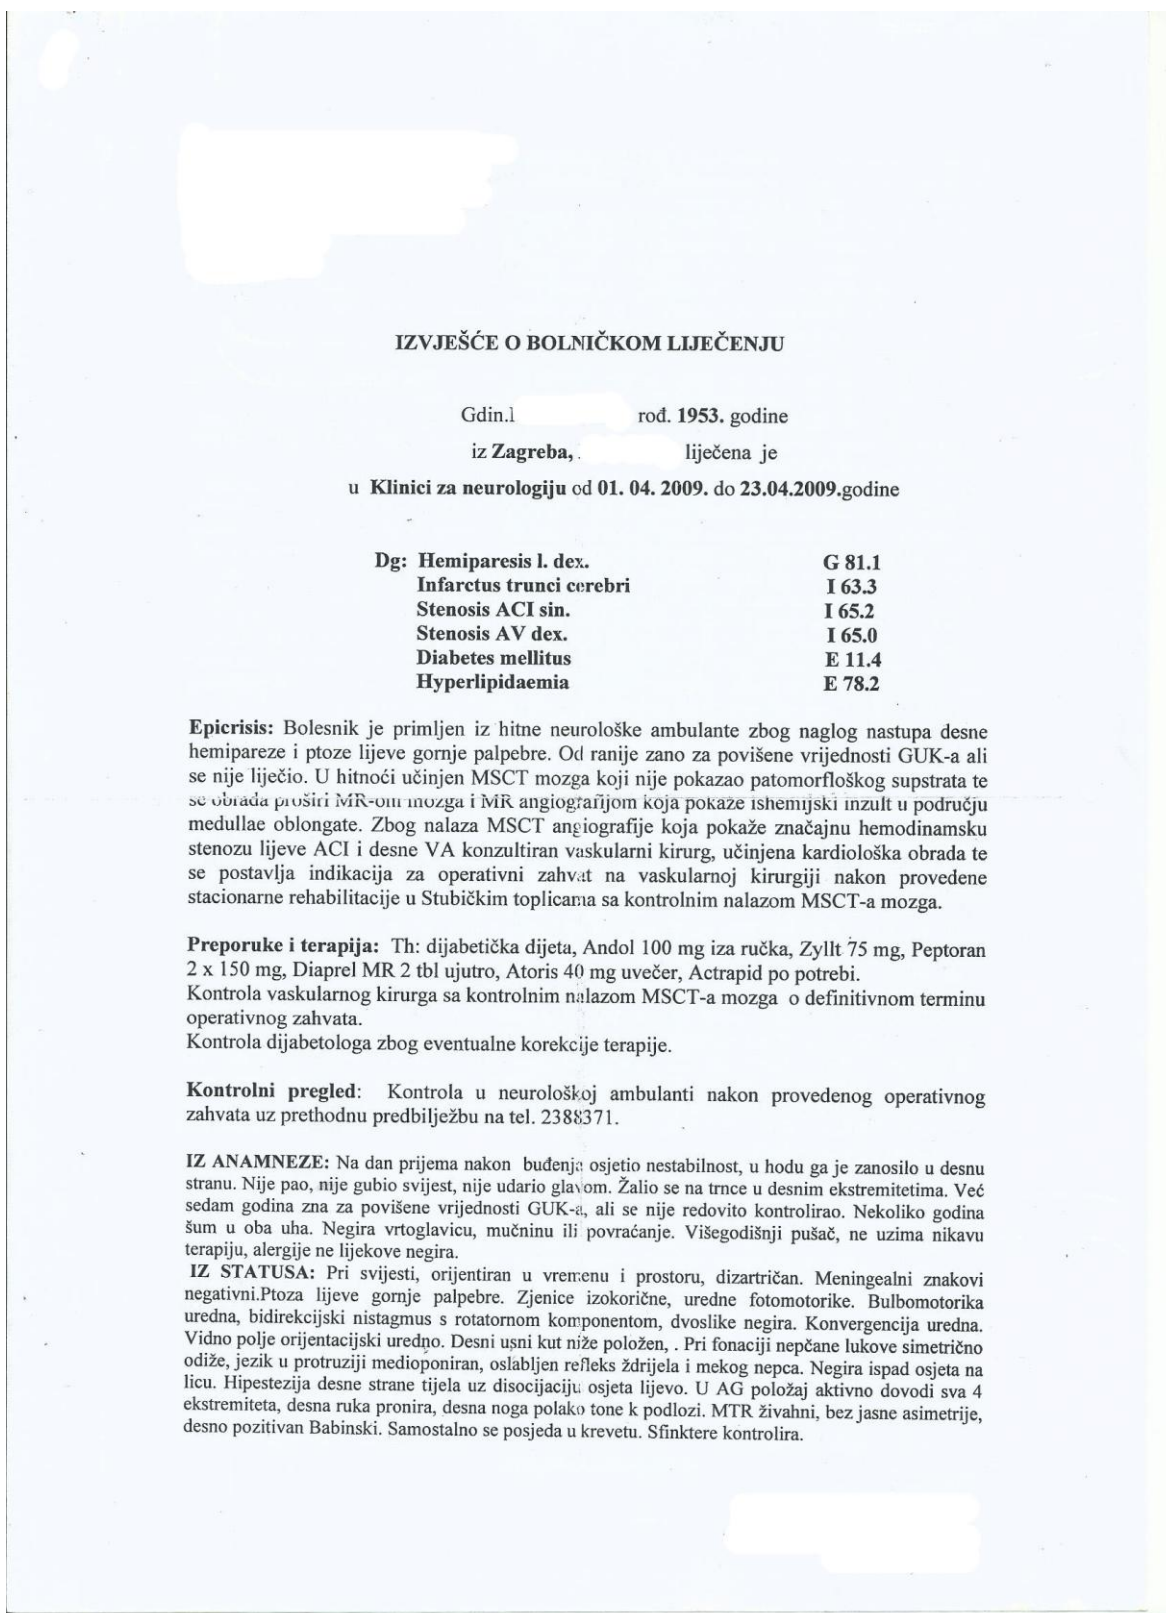 IZVJEŠĆE O BOLNIČKOM LIJEČENJU
Gdin. rođ. 1953. godine
iz Zagreba, liječena je
u Klinici za neurologiju od 01. 04. 2009. do 23.04.2009.godine
Dg: Hemiparesis l. dex. G 81.1
Infarctus trunci cerebri I 63.3
Stenosis ACI sin. I 65.2
Stenosis AV dex. I 65.0
Diabetes mellitus E 11.4
Hyperlipidaemia E 78.2
Epicrisis: Bolesnik je primljen iz hitne neurološke ambulante zbog naglog nastupa desne
hemipareze i ptoze lijeve gornje palpebre. Od ranije zano za povišene vrijednosti GUK-a ali
se nije liječio. U hitnoći učinjen MSCT mozga koji nije pokazao patomorfloškog supstrata te
se obrada proširi MR-om mozga i MR angiografijom koja pokaže ishemijski inzult u području
medullae oblongate. Zbog nalaza MSCT angiografije koja pokaže značajnu hemodinamsku
stenozu lijeve ACI i desne VA konzultiran vaskularni kirurg, učinjena kardiološka obrada te
se postavlja indikacija za operativni zahvat na vaskularnoj kirurgiji nakon provedene
stacionarne rehabilitacije u Stubičkim toplicama sa kontrolnim nalazom MSCT-a mozga.
Preporuke i terapija: Th: dijabetička dijeta, Andol 100 mg iza ručka, Zyllt 75 mg, Peptoran
2 x 150 mg, Diaprel MR 2 tbl ujutro, Atoris 40 mg uvečer, Actrapid po potrebi.
Kontrola vaskularnog kirurga sa kontrolnim nalazom MSCT-a mozga o definitivnom terminu
operativnog zahvata.
Kontrola dijabetologa zbog eventualne korekcije terapije.
Kontrolni pregled: Kontrola u neurološkoj ambulanti nakon provedenog operativnog
zahvata uz prethodnu predbilježbu na tel. 2388371.
IZ ANAMNEZE: Na dan prijema nakon buđenja osjetio nestabilnost, u hodu ga je zanosilo u desnu
stranu. Nije pao, nije gubio svijest, nije udario glavom. Žalio se na trnce u desnim ekstremitetima. Već
sedam godina zna za povišene vrijednosti GUK-a, ali se nije redovito kontrolirao. Nekoliko godina
šum u oba uha. Negira vrtoglavicu, mučninu ili povraćanje. Višegodišnji pušač, ne uzima nikavu
terapiju, alergije ne lijekove negira.
IZ STATUSA: Pri svijesti, orijentiran u vremenu i prostoru, dizartričan. Meningealni znakovi
negativni.Ptoza lijeve gornje palpebre. Zjenice izokorične, uredne fotomotorike. Bulbomotorika
uredna, bidirekcijski nistagmus s rotatornom komponentom, dvoslike negira. Konvergencija uredna.
Vidno polje orijentacijski uredno. Desni usni kut niže položen, . Pri fonaciji nepčane lukove simetrično
odiže, jezik u protruziji medioponiran, oslabljen refleks ždrijela i mekog nepca. Negira ispad osjeta na
licu. Hipestezija desne strane tijela uz disocijaciju osjeta lijevo. U AG položaj aktivno dovodi sva 4
ekstremiteta, desna ruka pronira, desna noga polako tone k podlozi. MTR živahni, bez jasne asimetrije,
desno pozitivan Babinski. Samostalno se posjeda u krevetu. Sfinktere kontrolira.